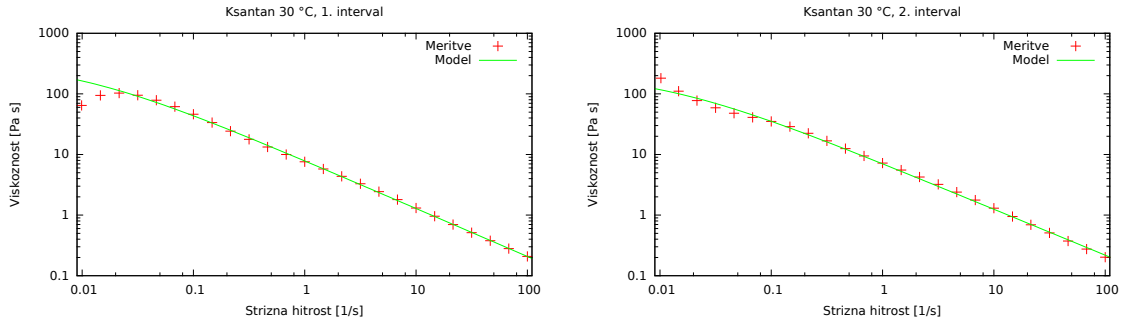 Ksantan 30 °C, 1. interval
1000
100
10
1
0.1
0.01
0.1
1
10
100
Viskoznost [Pa s]
Strizna hitrost [1/s]
Meritve
Model
Ksantan 30 °C, 2. interval
1000
100
10
1
0.1
0.01
0.1
1
10
100
Viskoznost [Pa s]
Strizna hitrost [1/s]
Meritve
Model